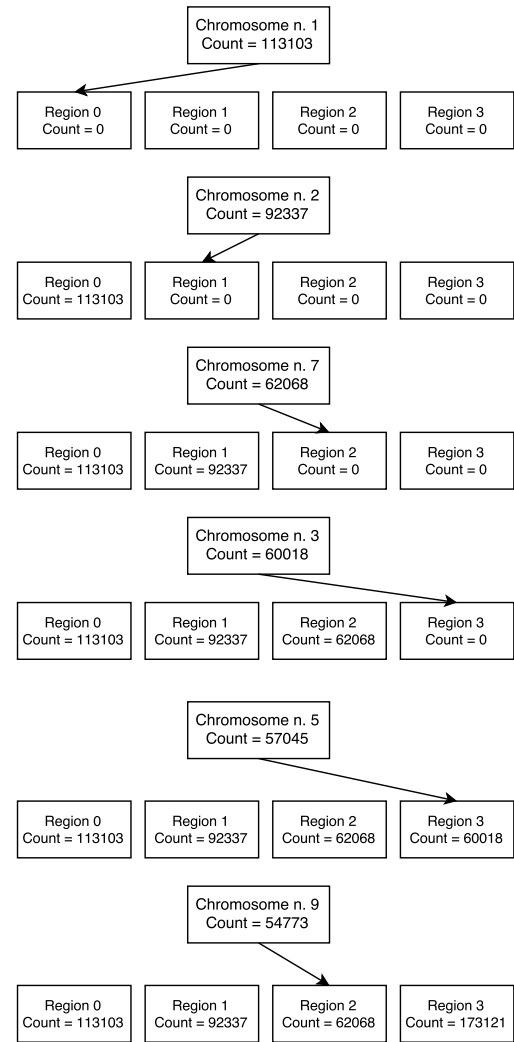 Chromosome n. 1
Count = 113103
Region 0
Count = 0
Region 1
Count = 0
Region 2
Count = 0
Region 3
Count = 0
Chromosome n. 2
Count = 92337
Region 0
Count = 113103
Region 1
Count = 0
Region 2
Count = 0
Region 3
Count = 0
Chromosome n. 7
Count = 62068
Region 0
Count = 113103
Region 1
Count = 92337
Region 2
Count = 0
Region 3
Count = 0
Chromosome n. 3
Count = 60018
Region 0
Count = 113103
Region 1
Count = 92337
Region 2
Count = 62068
Region 3
Count = 0
Chromosome n. 5
Count = 57045
Region 0
Count = 113103
Region 1
Count = 92337
Region 2
Count = 62068
Region 3
Count = 60018
Chromosome n. 9
Count = 54773
Region 0
Count = 113103
Region 1
Count = 92337
Region 2
Count = 62068
Region 3
Count = 173121